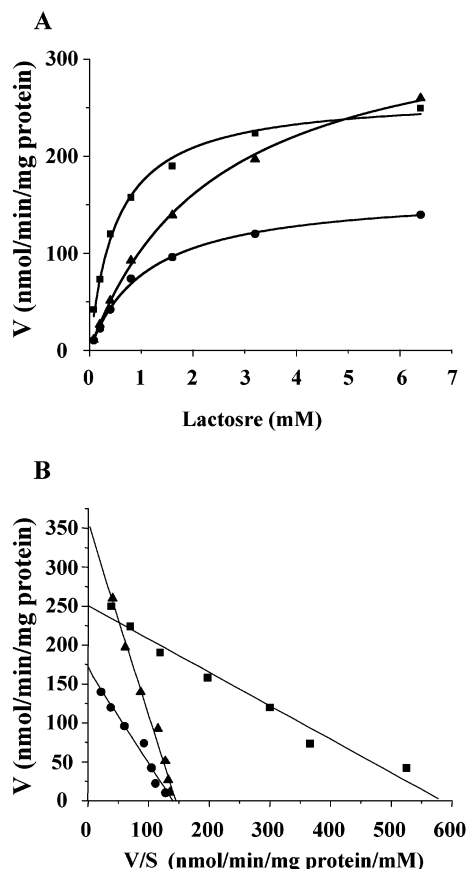 A
V (nmol/min/mg protein)
300
200
100
0
0 1 2 3 4 5 6 7
Lactosre (mM)
B
V (nmol/min/mg protein)
350
300
250
200
150
100
50
0
0 100 200 300 400 500 600
V/S (nmol/min/mg protein/mM)